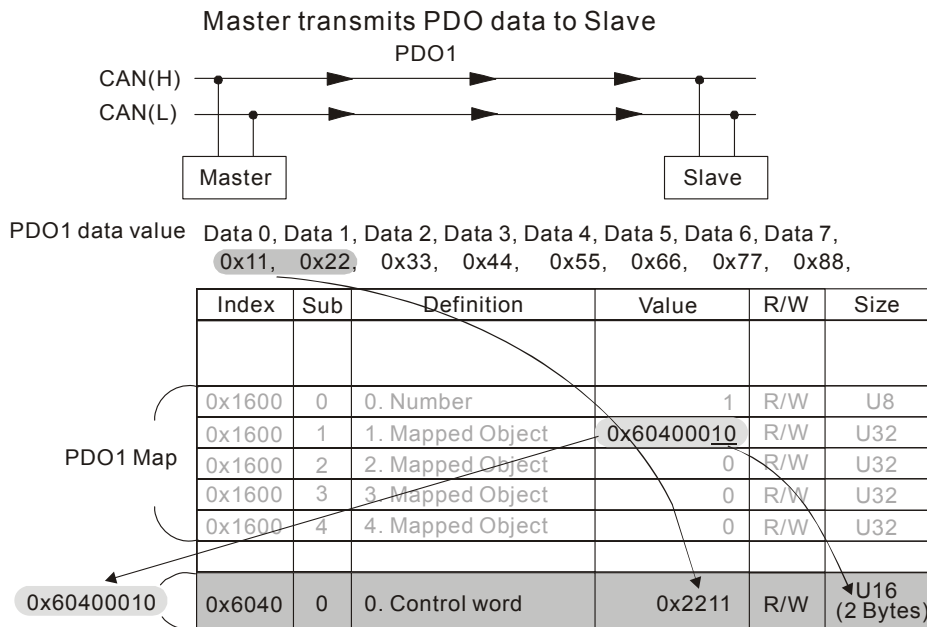 Master transmits PDO data to Slave
PDO1
CAN(H)
CAN(L)
Master
Slave
PDO1 data value Data 0, Data 1, Data 2, Data 3, Data 4, Data 5, Data 6, Data 7,
0x11, 0x22, 0x33, 0x44, 0x55, 0x66, 0x77, 0x88,
Index Sub Definition Value R/W Size
0x1600 0 0. Number 1 R/W U8
0x1600 1 1. Mapped Object 0x60400010 R/W U32
PDO1 Map
0x1600 2 2. Mapped Object 0 R/W U32
0x1600 3 3. Mapped Object 0 R/W U32
0x1600 4 4. Mapped Object 0 R/W U32
0x60400010 0x6040 0 0. Control word 0x2211 R/W U16
(2 Bytes)